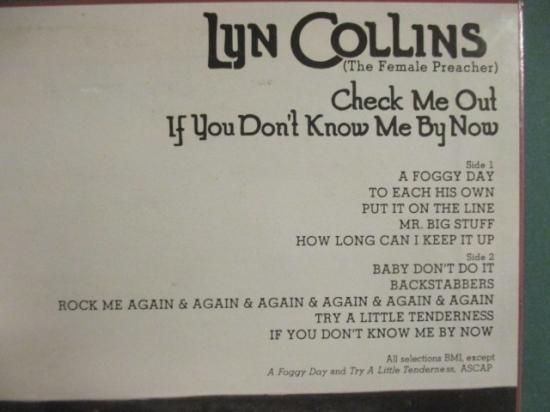 Lyn Collins
(The Female Preacher)
Check Me Out
If You Don't Know Me By Now
Side 1
A FOGGY DAY
TO EACH HIS OWN
PUT IT ON THE LINE
MR. BIG STUFF
HOW LONG CAN I KEEP IT UP
Side 2
BABY DON'T DO IT
BACKSTABBERS
ROCK ME AGAIN & AGAIN & AGAIN & AGAIN & AGAIN & AGAIN
TRY A LITTLE TENDERNESS
IF YOU DON'T KNOW ME BY NOW
All selections BMI, except
A Foggy Day and Try A Little Tenderness, ASCAP